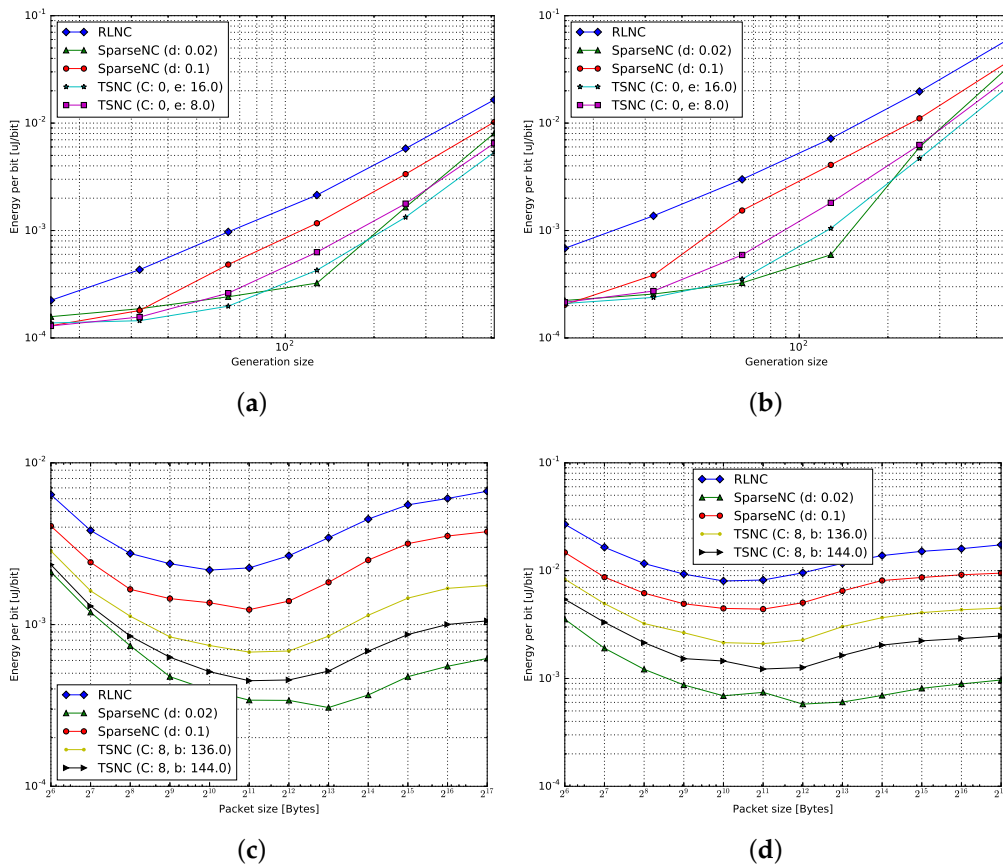 10⁻¹
10⁻²
10⁻³
10⁻⁴
Energy per bit [uJ/bit]
RLNC
SparseNC (d: 0.02)
SparseNC (d: 0.1)
TSNC (C: 0, e: 16.0)
TSNC (C: 0, e: 8.0)
10²
Generation size
(a)
10⁻¹
10⁻²
10⁻³
10⁻⁴
Energy per bit [uJ/bit]
RLNC
SparseNC (d: 0.02)
SparseNC (d: 0.1)
TSNC (C: 0, e: 16.0)
TSNC (C: 0, e: 8.0)
10²
Generation size
(b)
10⁻²
10⁻³
10⁻⁴
Energy per bit [uJ/bit]
RLNC
SparseNC (d: 0.02)
SparseNC (d: 0.1)
TSNC (C: 8, b: 136.0)
TSNC (C: 8, b: 144.0)
2⁶ 2⁷ 2⁸ 2⁹ 2¹⁰ 2¹¹ 2¹² 2¹³ 2¹⁴ 2¹⁵ 2¹⁶ 2¹⁷
Packet size [Bytes]
(c)
10⁻¹
10⁻²
10⁻³
10⁻⁴
Energy per bit [uJ/bit]
RLNC
SparseNC (d: 0.02)
SparseNC (d: 0.1)
TSNC (C: 8, b: 136.0)
TSNC (C: 8, b: 144.0)
2⁶ 2⁷ 2⁸ 2⁹ 2¹⁰ 2¹¹ 2¹² 2¹³ 2¹⁴ 2¹⁵ 2¹⁶
Packet size [Bytes]
(d)